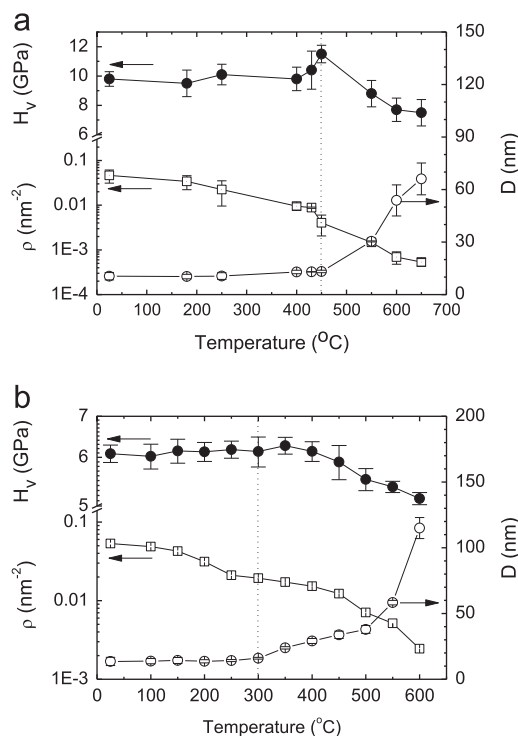 a
12
11
10
9
8
6
H_V (GPa)
0.1
0.01
1E-3
1E-4
ρ (nm⁻²)
150
120
90
60
30
0
D (nm)
0 100 200 300 400 500 600 700
Temperature (°C)
b
7
6
5
H_V (GPa)
0.1
0.01
1E-3
ρ (nm⁻²)
200
150
100
50
0
D (nm)
0 100 200 300 400 500 600
Temperature (°C)